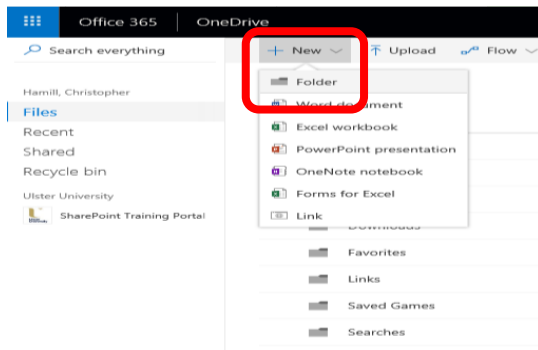 Office 365 OneDrive
Search everything
New Upload Flow
Hamill, Christopher
Files
Recent
Shared
Recycle bin
Ulster University
SharePoint Training Portal
Folder
Word document
Excel workbook
PowerPoint presentation
OneNote notebook
Forms for Excel
Link
Downloads
Favorites
Links
Saved Games
Searches